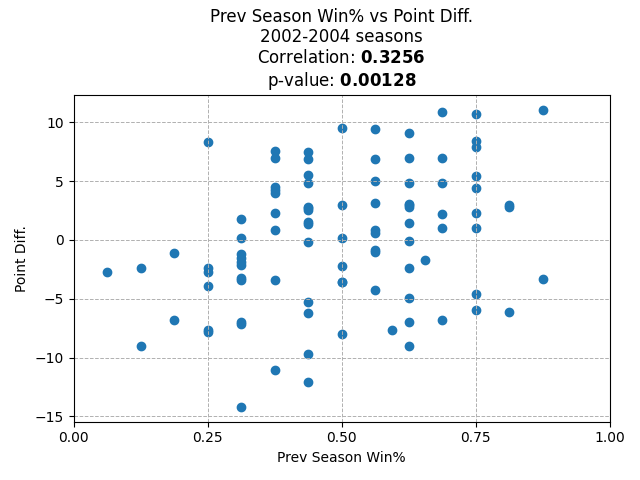 Prev Season Win% vs Point Diff.
2002-2004 seasons
Correlation: 0.3256
p-value: 0.00128
10
5
0
−5
−10
−15
Point Diff.
0.00 0.25 0.50 0.75 1.00
Prev Season Win%